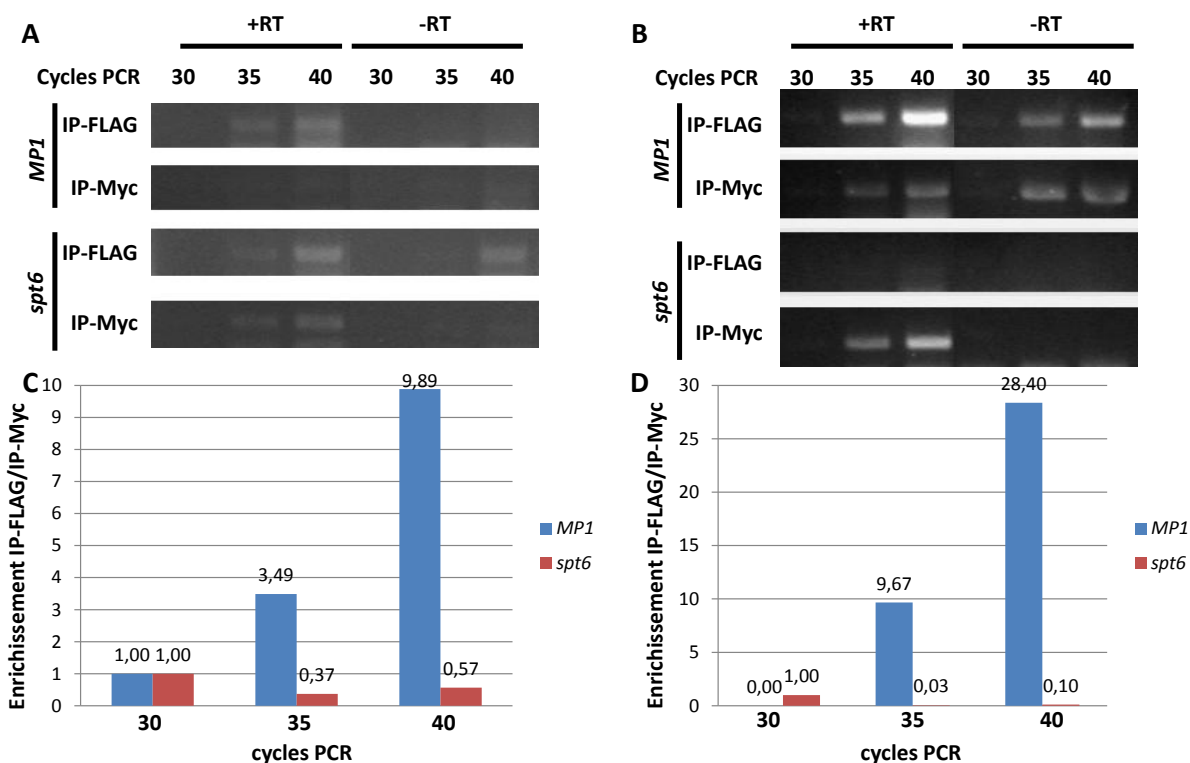 A
+RT -RT
Cycles PCR 30 35 40 30 35 40
MP1
IP-FLAG
IP-Myc
spt6
IP-FLAG
IP-Myc
B
+RT -RT
Cycles PCR 30 35 40 30 35 40
MP1
IP-FLAG
IP-Myc
spt6
IP-FLAG
IP-Myc
C
Enrichissement IP-FLAG/IP-Myc
10
9
8
7
6
5
4
3
2
1
0
1,00 1,00
3,49
0,37
9,89
0,57
30 35 40
cycles PCR
MP1
spt6
D
Enrichissement IP-FLAG/IP-Myc
30
25
20
15
10
5
0
0,00 1,00
9,67
0,03
28,40
0,10
30 35 40
cycles PCR
MP1
spt6